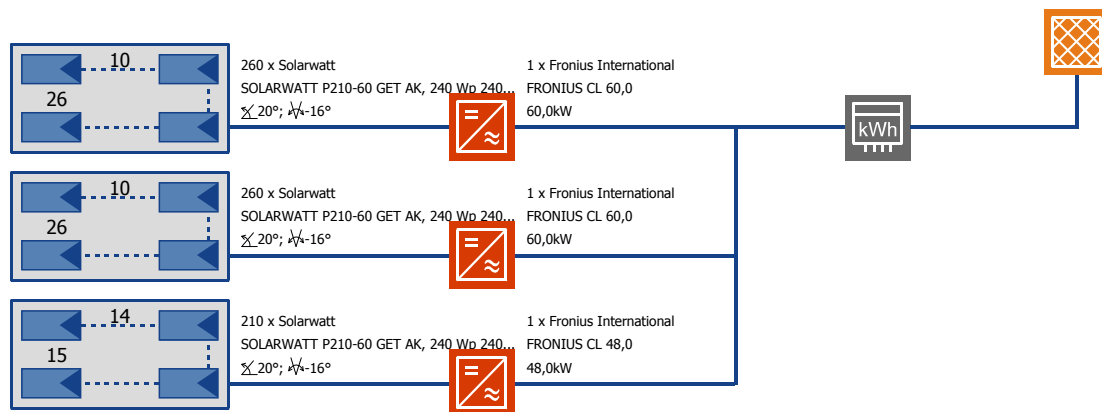 10
26
260 x Solarwatt
SOLARWATT P210-60 GET AK, 240 Wp 240...
20°; -16°
1 x Fronius International
FRONIUS CL 60,0
60,0kW
kWh
10
26
260 x Solarwatt
SOLARWATT P210-60 GET AK, 240 Wp 240...
20°; -16°
1 x Fronius International
FRONIUS CL 60,0
60,0kW
14
15
210 x Solarwatt
SOLARWATT P210-60 GET AK, 240 Wp 240...
20°; -16°
1 x Fronius International
FRONIUS CL 48,0
48,0kW